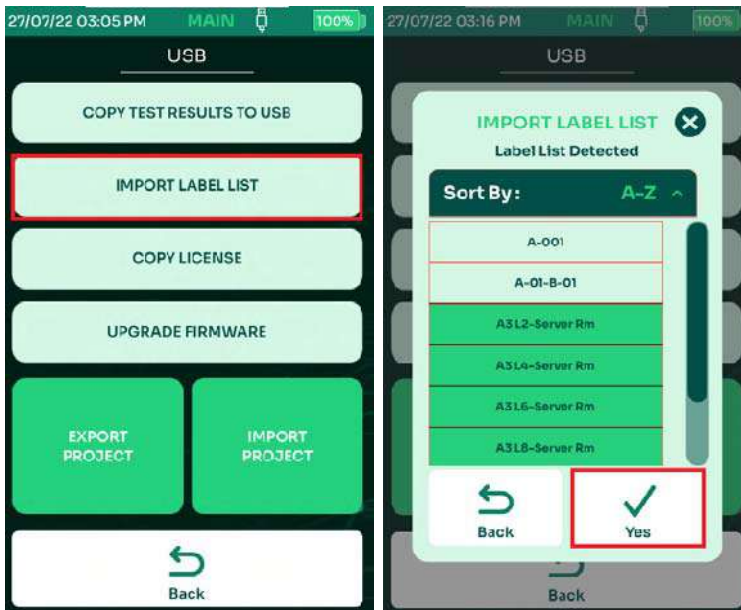 27/07/22 03:05 PM MAIN 100%
USB
COPY TEST RESULTS TO USB
IMPORT LABEL LIST
COPY LICENSE
UPGRADE FIRMWARE
EXPORT
PROJECT
IMPORT
PROJECT
Back
27/07/22 03:16 PM MAIN 100%
USB
IMPORT LABEL LIST
Label List Detected
Sort By: A-Z
A-001
A-01-B-01
A3L2-Server Rm
A3L4-Server Rm
A3L6-Server Rm
A3L8-Server Rm
Back
Yes
Back